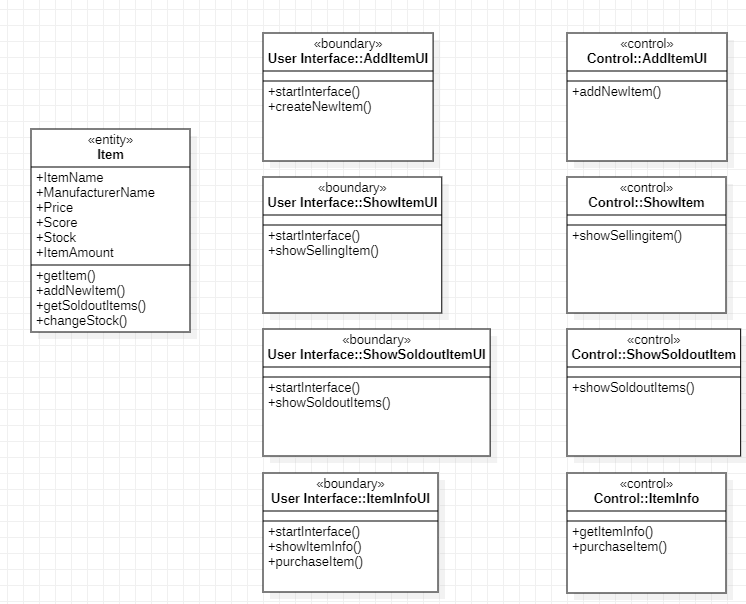 «entity»
Item
+ItemName
+ManufacturerName
+Price
+Score
+Stock
+ItemAmount
+getItem()
+addNewItem()
+getSoldoutItems()
+changeStock()
«boundary»
User Interface::AddItemUI
+startInterface()
+createNewItem()
«control»
Control::AddItemUI
+addNewItem()
«boundary»
User Interface::ShowItemUI
+startInterface()
+showSellingItem()
«control»
Control::ShowItem
+showSellingitem()
«boundary»
User Interface::ShowSoldoutItemUI
+startInterface()
+showSoldoutItems()
«control»
Control::ShowSoldoutItem
+showSoldoutItems()
«boundary»
User Interface::ItemInfoUI
+startInterface()
+showItemInfo()
+purchaseItem()
«control»
Control::ItemInfo
+getItemInfo()
+purchaseItem()